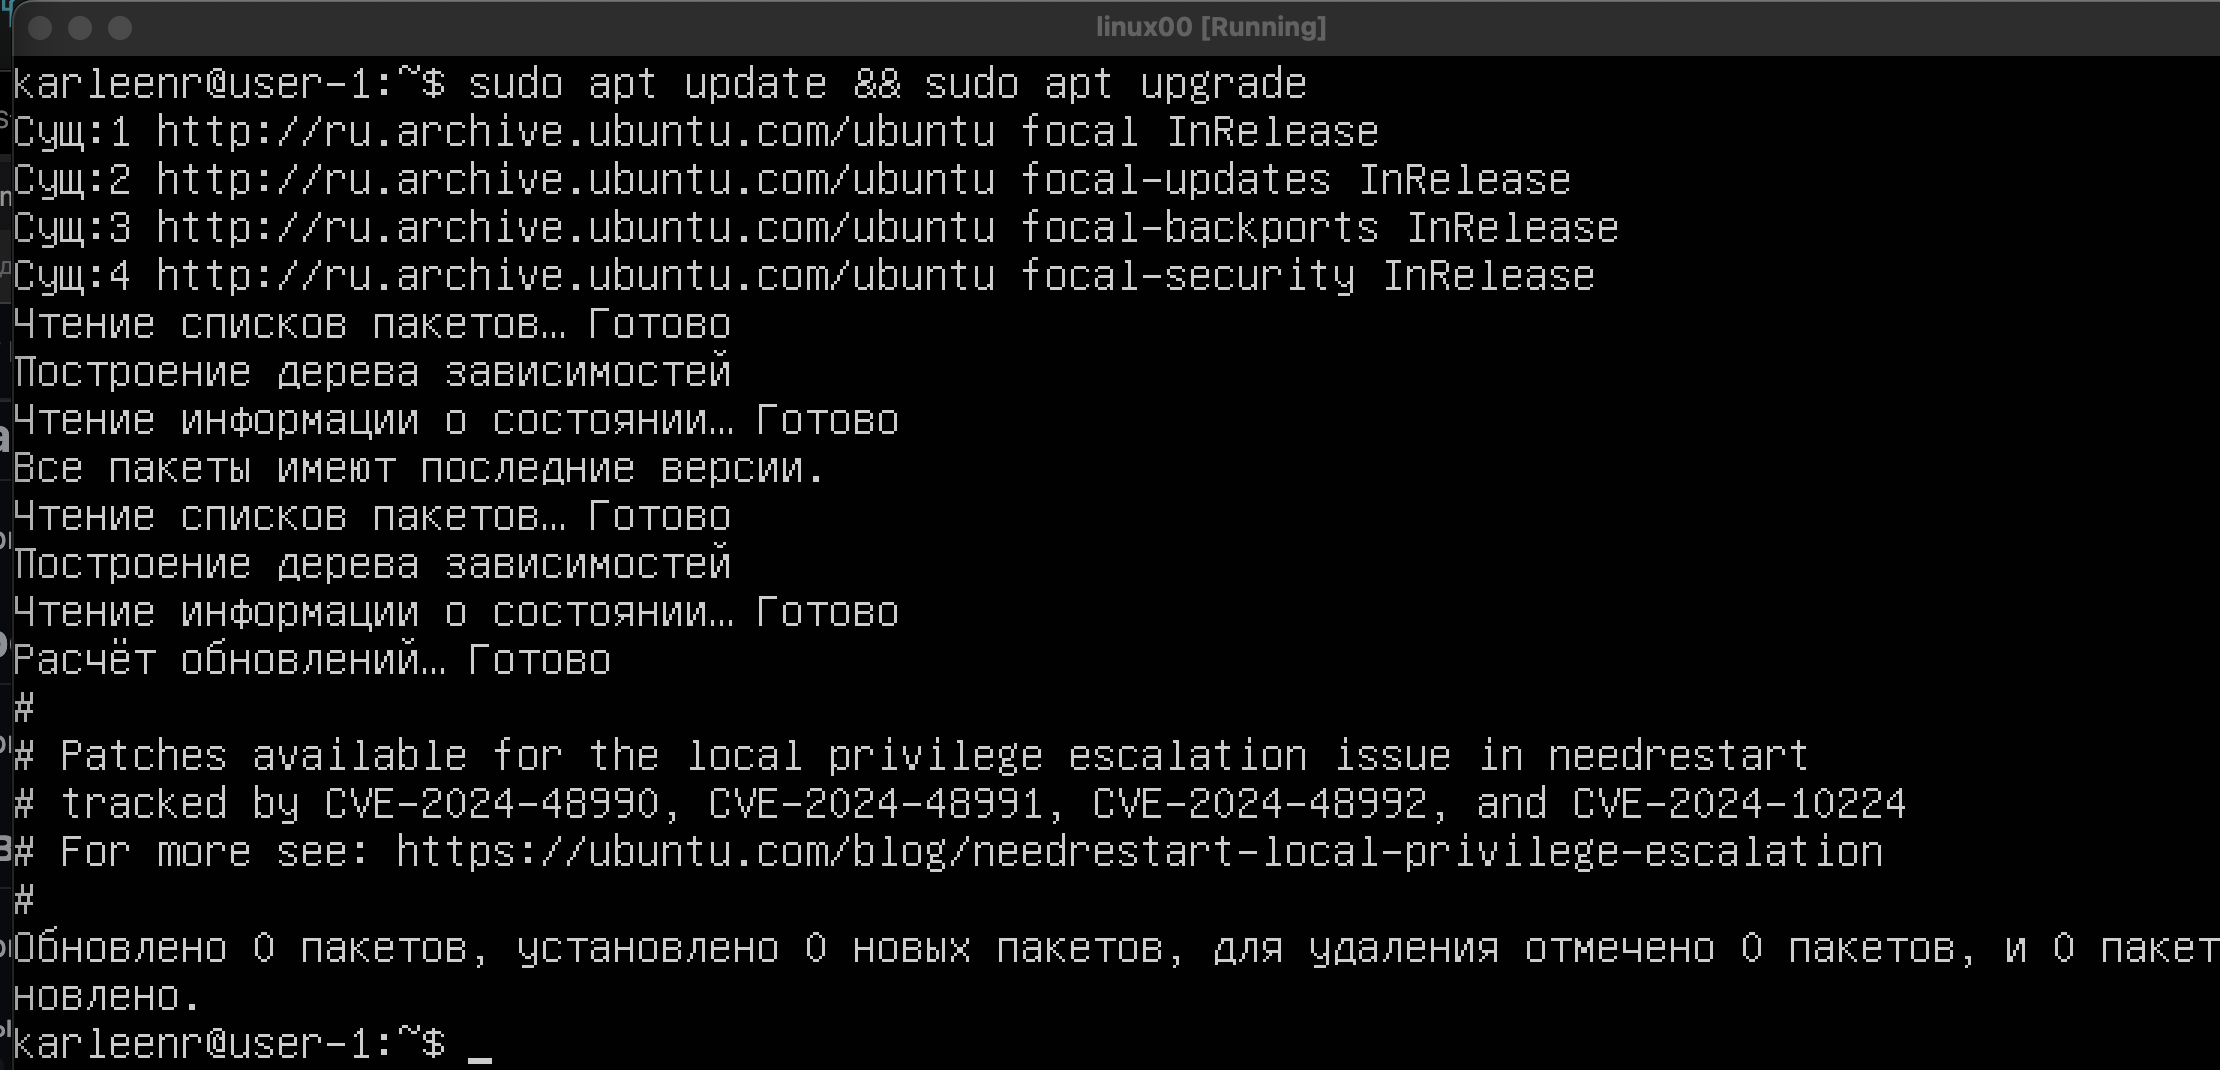 linux00 [Running]
karleenr@user-1:~$ sudo apt update && sudo apt upgrade
Сущ:1 http://ru.archive.ubuntu.com/ubuntu focal InRelease
Сущ:2 http://ru.archive.ubuntu.com/ubuntu focal-updates InRelease
Сущ:3 http://ru.archive.ubuntu.com/ubuntu focal-backports InRelease
Сущ:4 http://ru.archive.ubuntu.com/ubuntu focal-security InRelease
Чтение списков пакетов… Готово
Построение дерева зависимостей
Чтение информации о состоянии… Готово
Все пакеты имеют последние версии.
Чтение списков пакетов… Готово
Построение дерева зависимостей
Чтение информации о состоянии… Готово
Расчёт обновлений… Готово
#
# Patches available for the local privilege escalation issue in needrestart
# tracked by CVE-2024-48990, CVE-2024-48991, CVE-2024-48992, and CVE-2024-10224
# For more see: https://ubuntu.com/blog/needrestart-local-privilege-escalation
#
Обновлено 0 пакетов, установлено 0 новых пакетов, для удаления отмечено 0 пакетов, и 0 пакет
новлено.
karleenr@user-1:~$ _